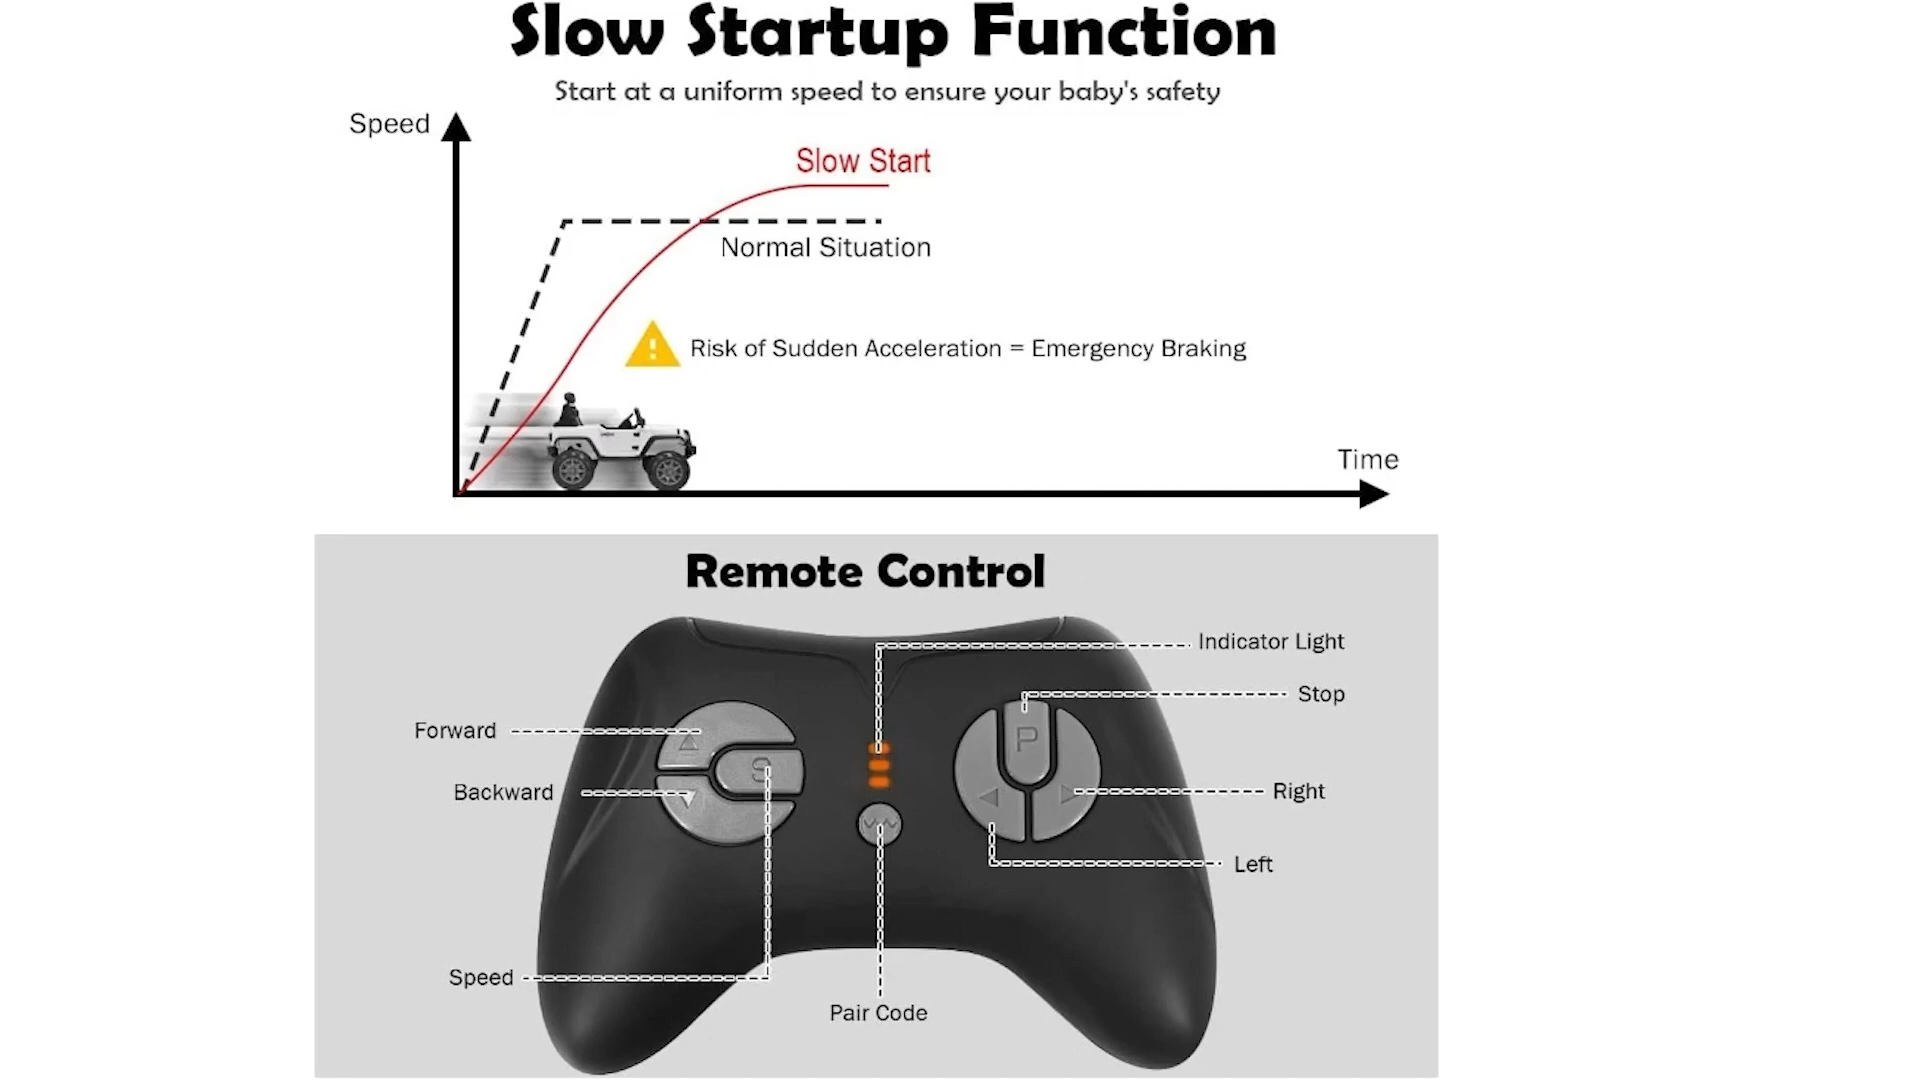 Slow Startup Function
Start at a uniform speed to ensure your baby's safety
Speed
Slow Start
Normal Situation
Risk of Sudden Acceleration = Emergency Braking
Time
Remote Control
Indicator Light
Stop
Forward
P
S
Backward
Right
Left
Speed
Pair Code